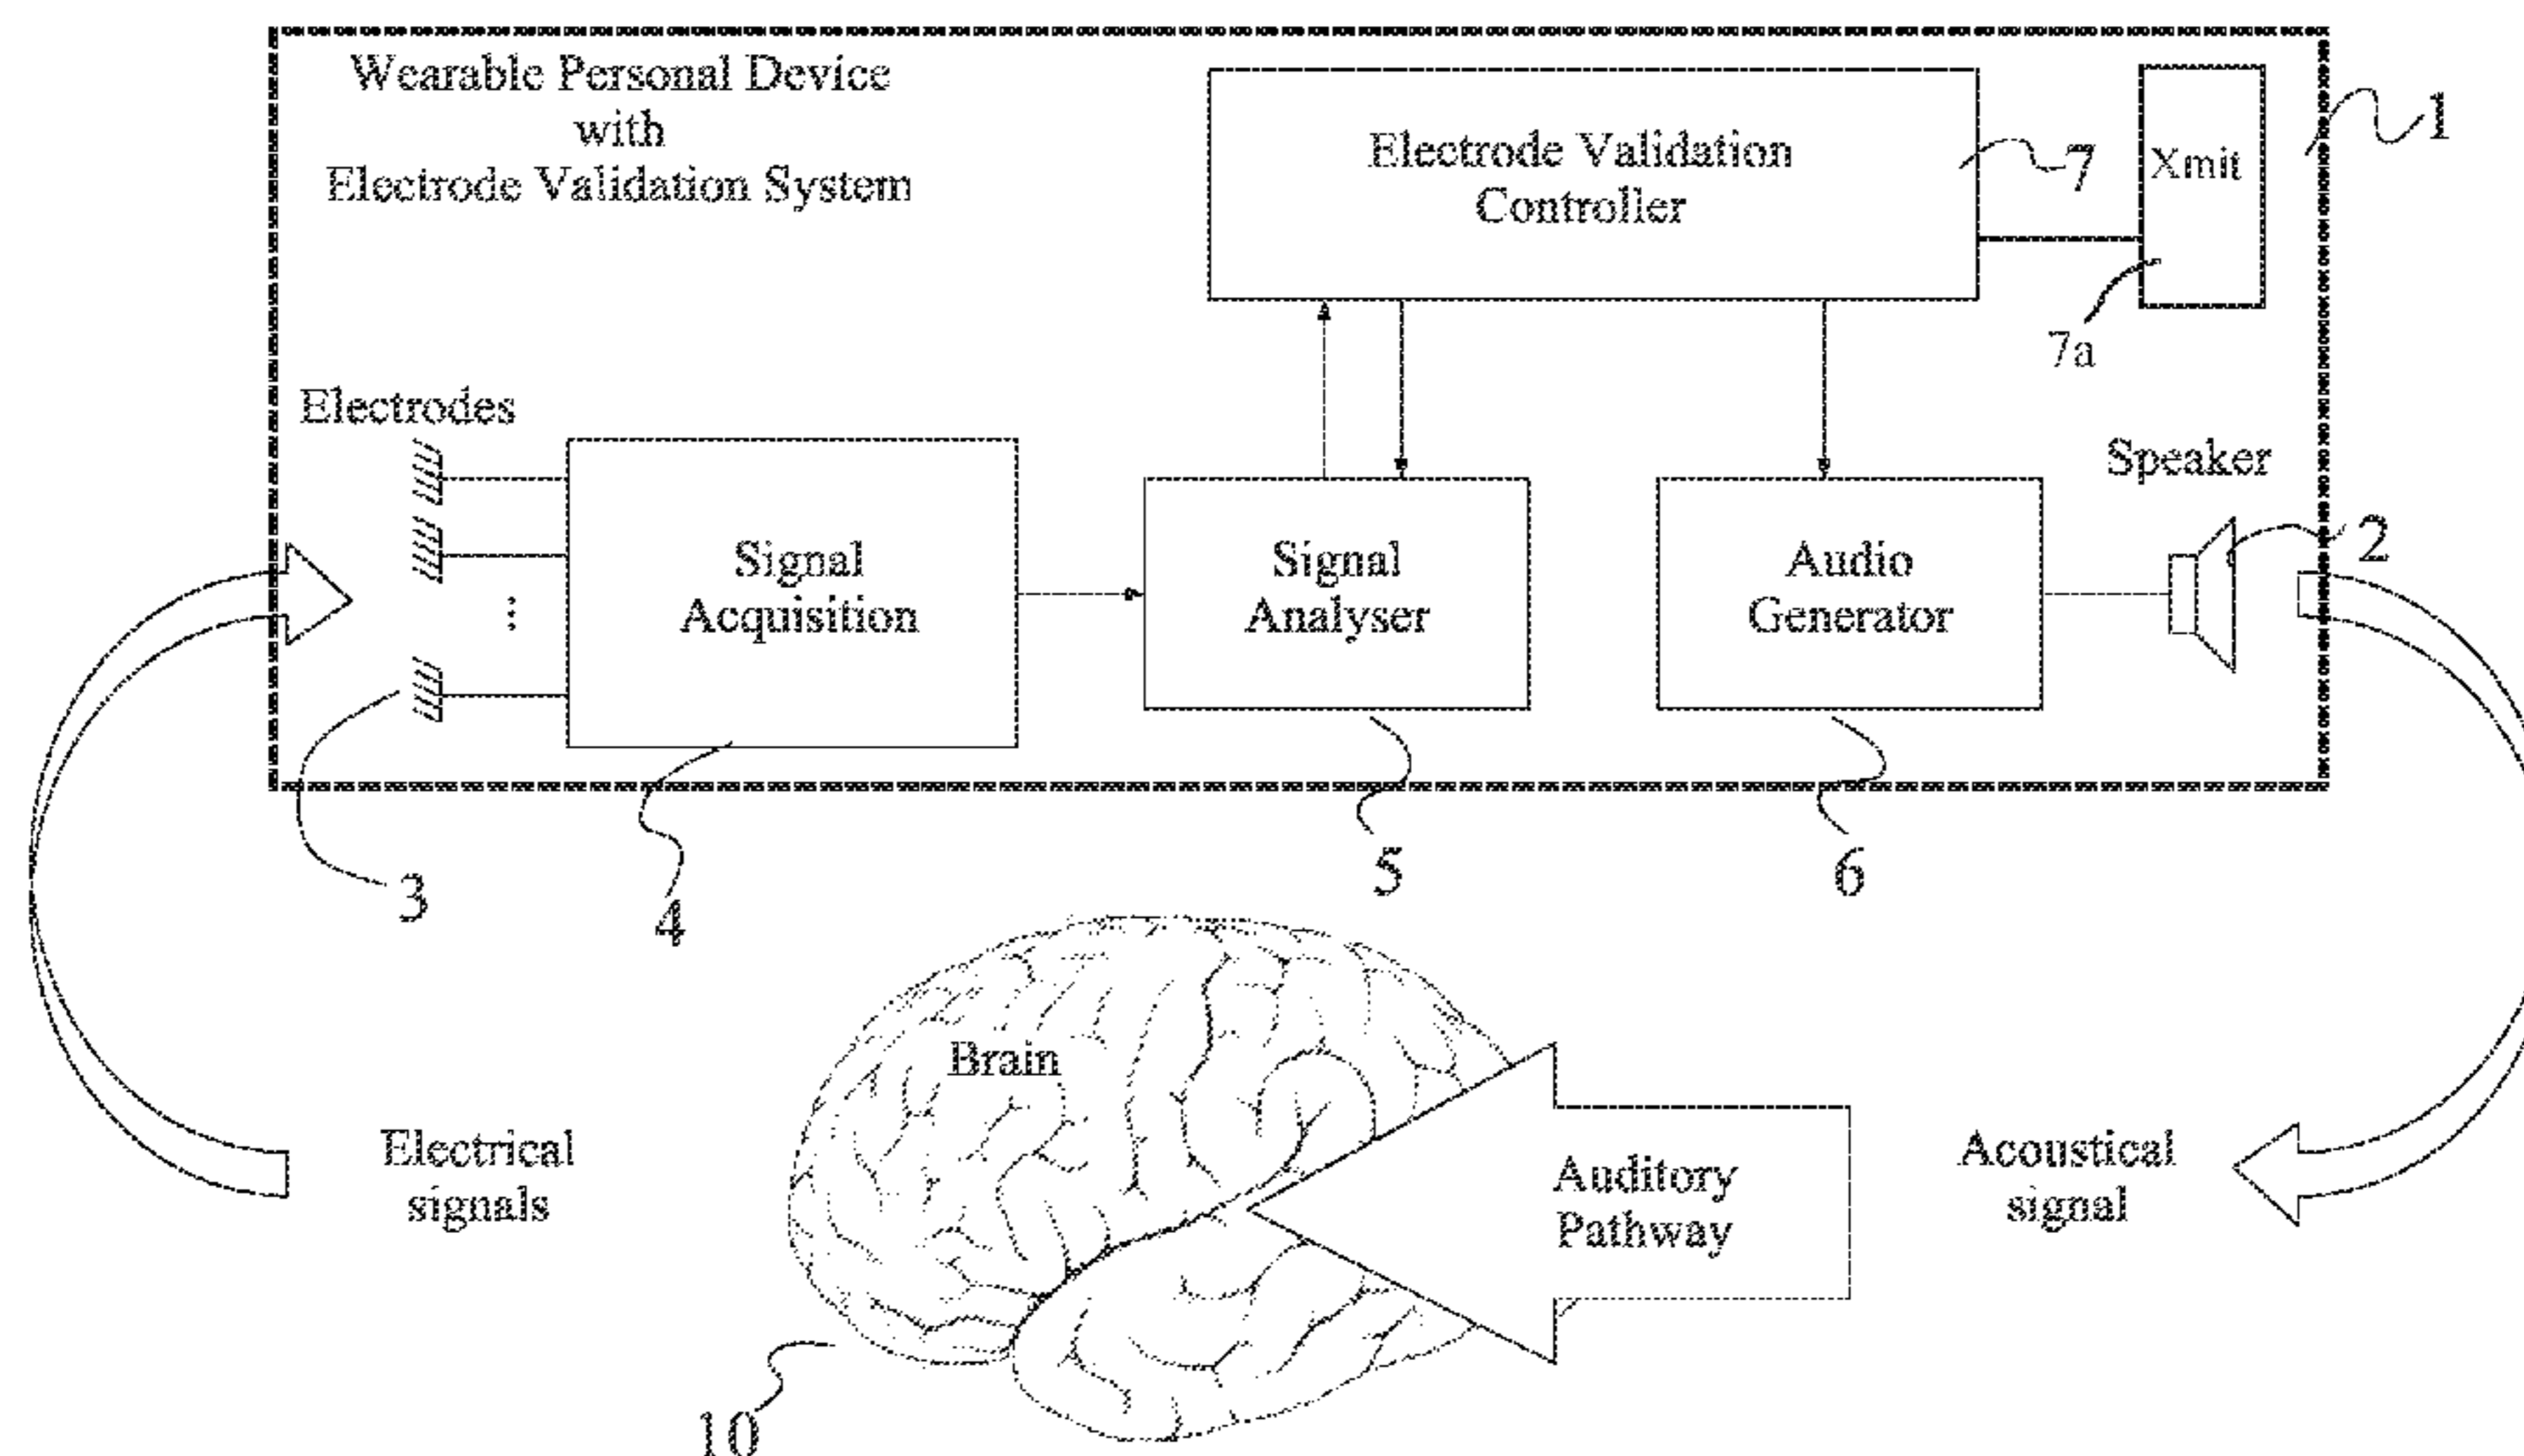 Wearable Personal Device
with
Electrode Validation System
Electrode Validation
Controller
7
Xmit
1
7a
Electrodes
Speaker
Signal
Acquisition
Signal
Analyser
Audio
Generator
2
⋮
3
4
5
6
Brain
Electrical
signals
Auditory
Pathway
Acoustical
signal
10